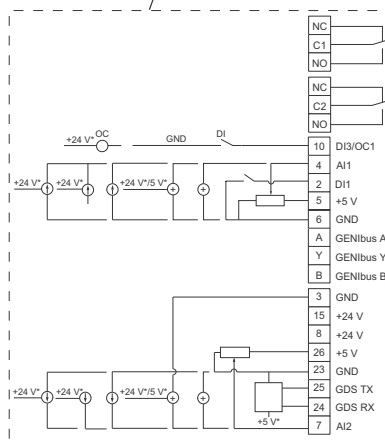 NC
C1
NO
NC
C2
NO
+24 V* OC GND DI 10 DI3/OC1
4 AI1
+24 V* +24 V* +24 V*/5 V* 2 DI1
5 +5 V
6 GND
A GENIbus A
Y GENIbus Y
B GENIbus B
3 GND
15 +24 V
8 +24 V
26 +5 V
23 GND
25 GDS TX
+24 V* +24 V* +24 V*/5 V* 24 GDS RX
+5 V* 7 AI2